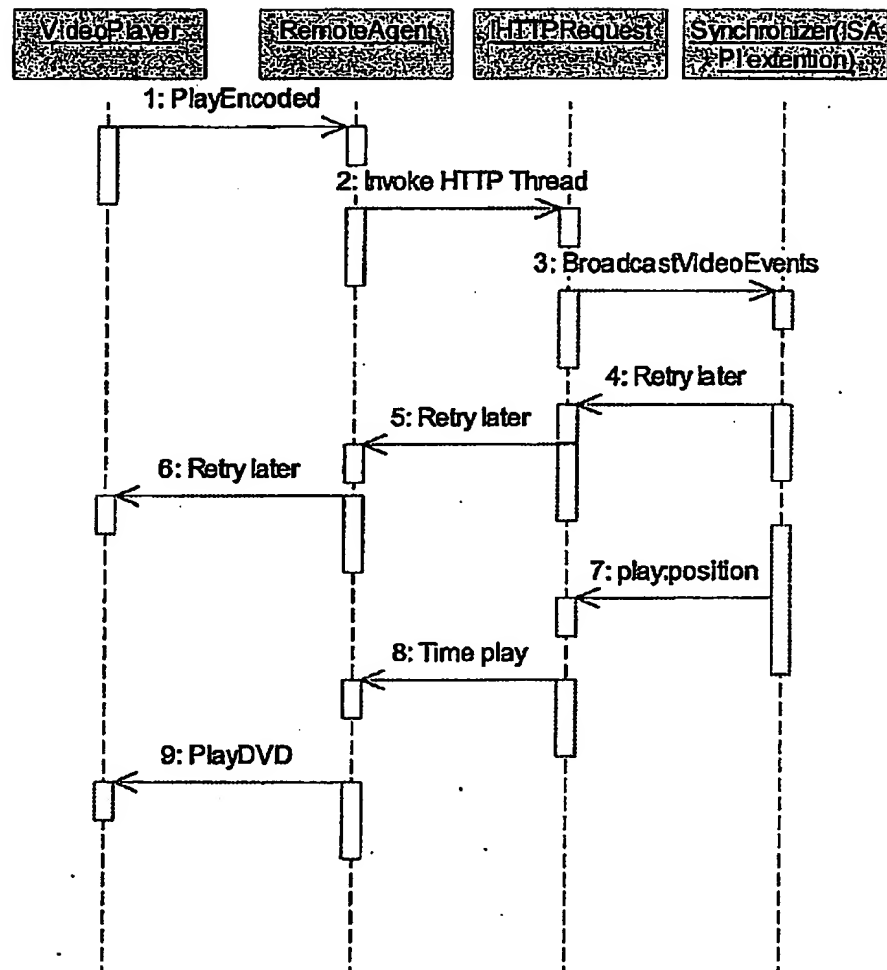 VideoPlayer
RemoteAgent
HTTPRequest
Synchronizer(ISA
PI extention)
1: PlayEncoded
2: Invoke HTTP Thread
3: BroadcastVideoEvents
4: Retry later
5: Retry later
6: Retry later
7: play:position
8: Time play
9: PlayDVD